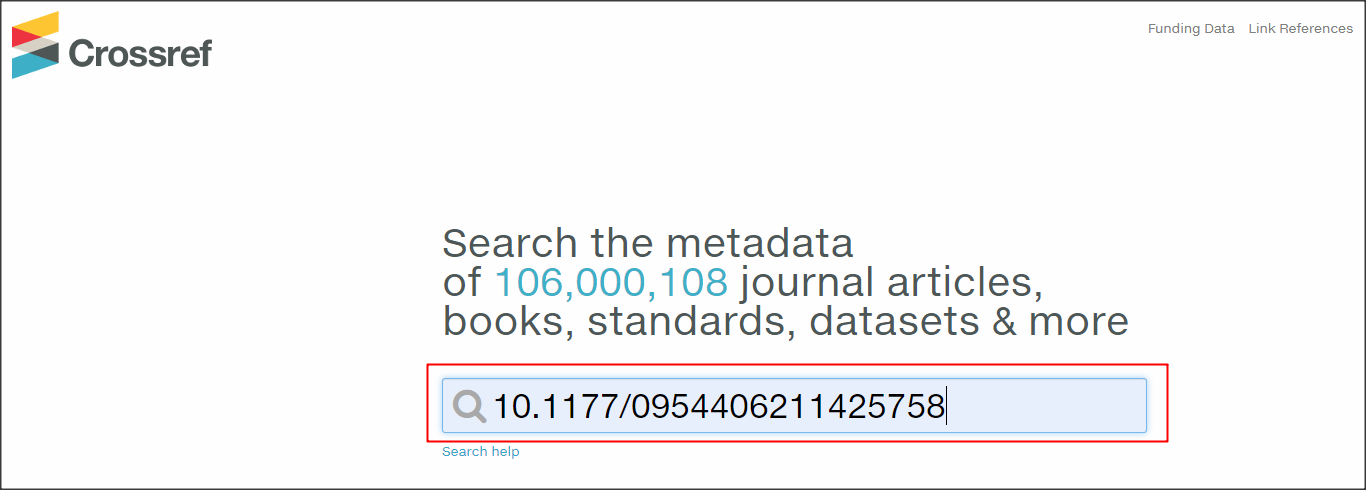 Crossref
Funding Data Link References
Search the metadata
of 106,000,108 journal articles,
books, standards, datasets & more
10.1177/0954406211425758
Search help